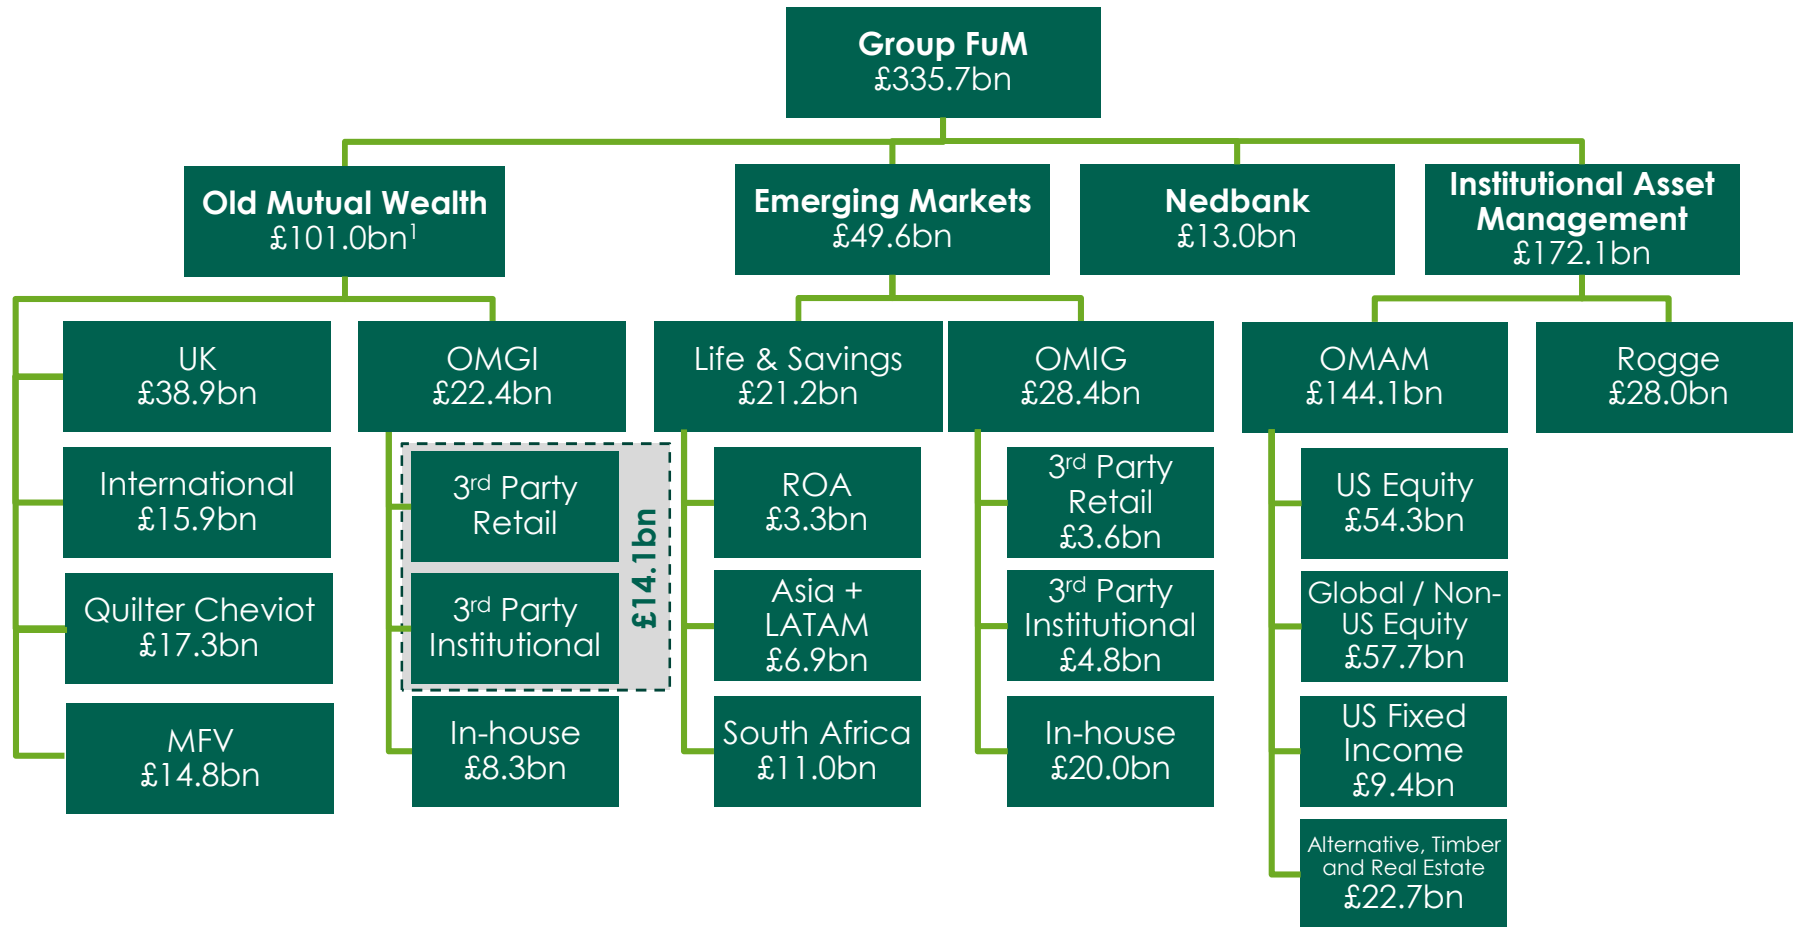 Group FuM
£335.7bn
Old Mutual Wealth
£101.0bn¹
Emerging Markets
£49.6bn
Nedbank
£13.0bn
Institutional Asset
Management
£172.1bn
UK
£38.9bn
International
£15.9bn
Quilter Cheviot
£17.3bn
MFV
£14.8bn
OMGI
£22.4bn
3rd Party
Retail
3rd Party
Institutional
£14.1bn
In-house
£8.3bn
Life & Savings
£21.2bn
ROA
£3.3bn
Asia +
LATAM
£6.9bn
South Africa
£11.0bn
OMIG
£28.4bn
3rd Party
Retail
£3.6bn
3rd Party
Institutional
£4.8bn
In-house
£20.0bn
OMAM
£144.1bn
US Equity
£54.3bn
Global / Non-
US Equity
£57.7bn
US Fixed
Income
£9.4bn
Alternative, Timber
and Real Estate
£22.7bn
Rogge
£28.0bn